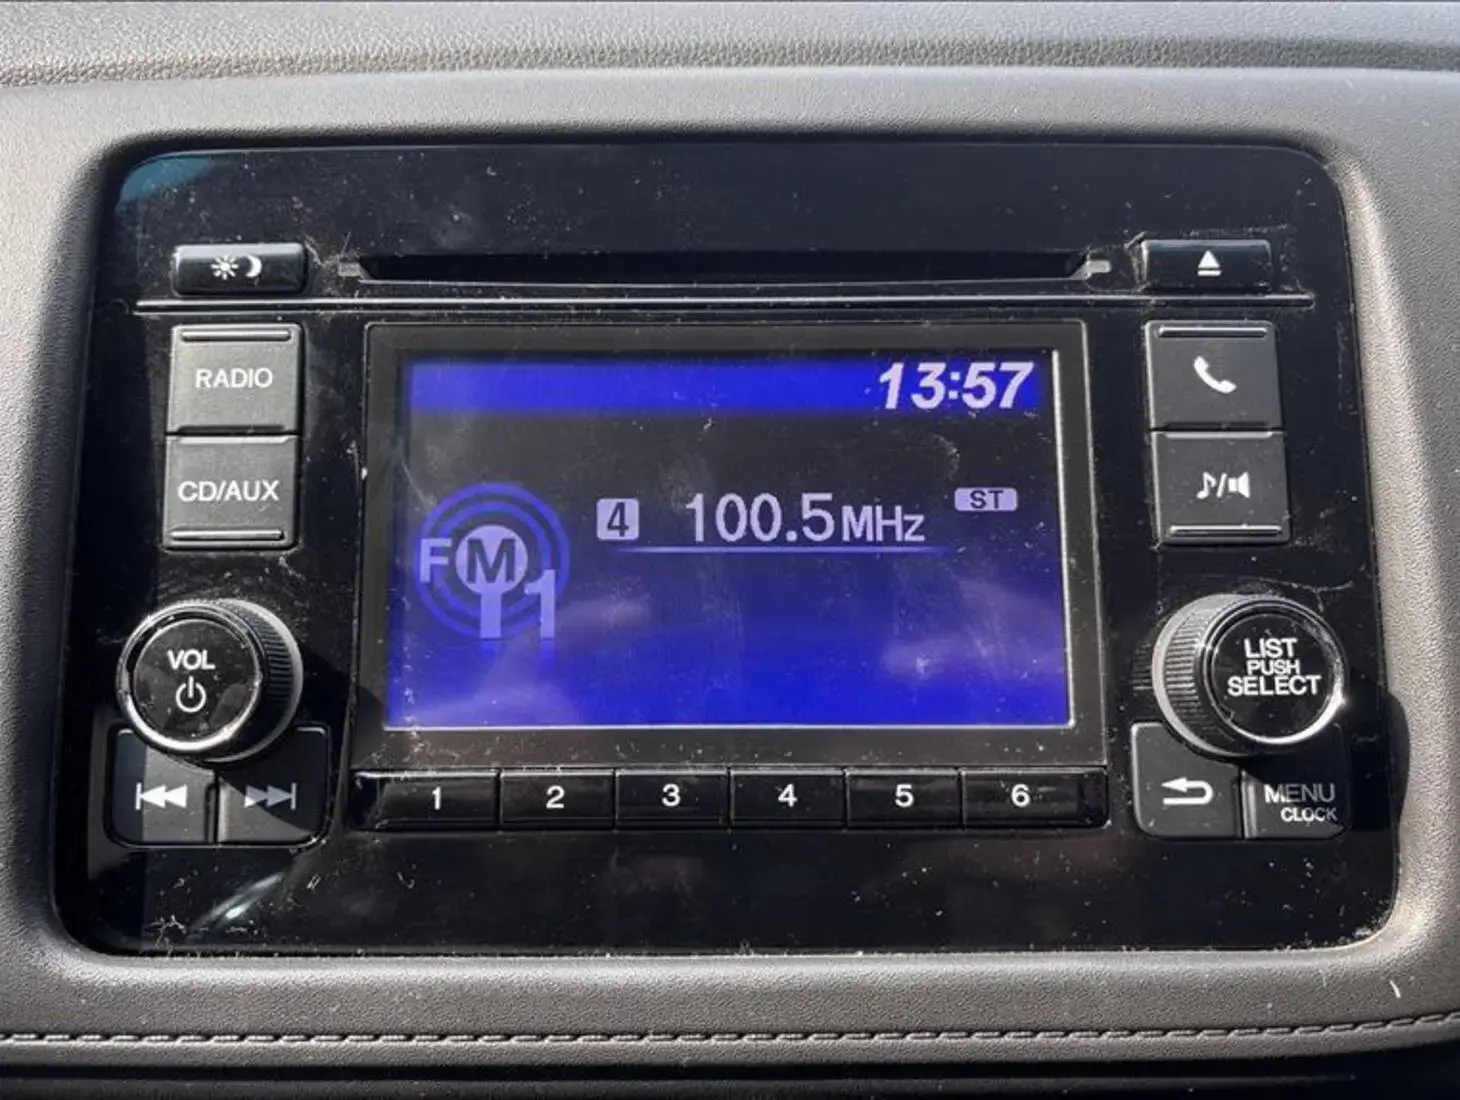 13:57
RADIO
CD/AUX
4 100.5MHz ST
FM
1
VOL
LIST
PUSH
SELECT
1 2 3 4 5 6
MENU
CLOCK